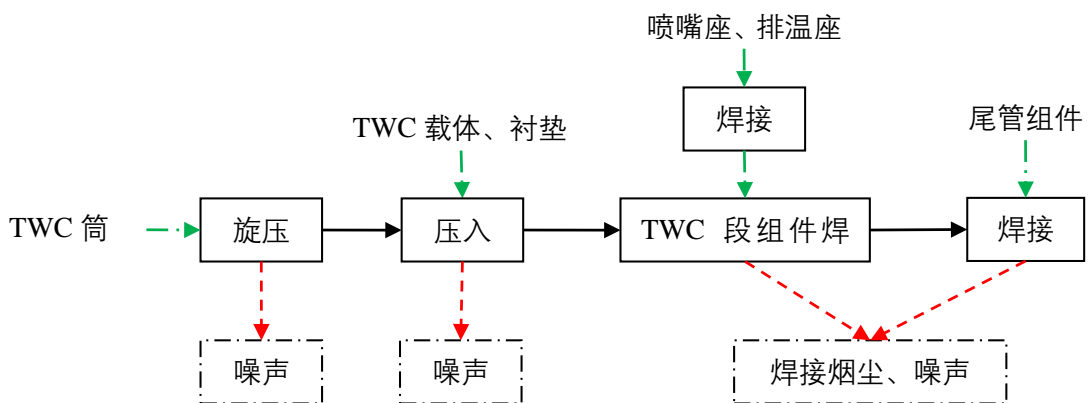 喷嘴座、排温座
TWC 载体、衬垫
焊接
尾管组件
TWC 筒
旋压
压入
TWC 段组件焊
焊接
噪声
噪声
焊接烟尘、噪声